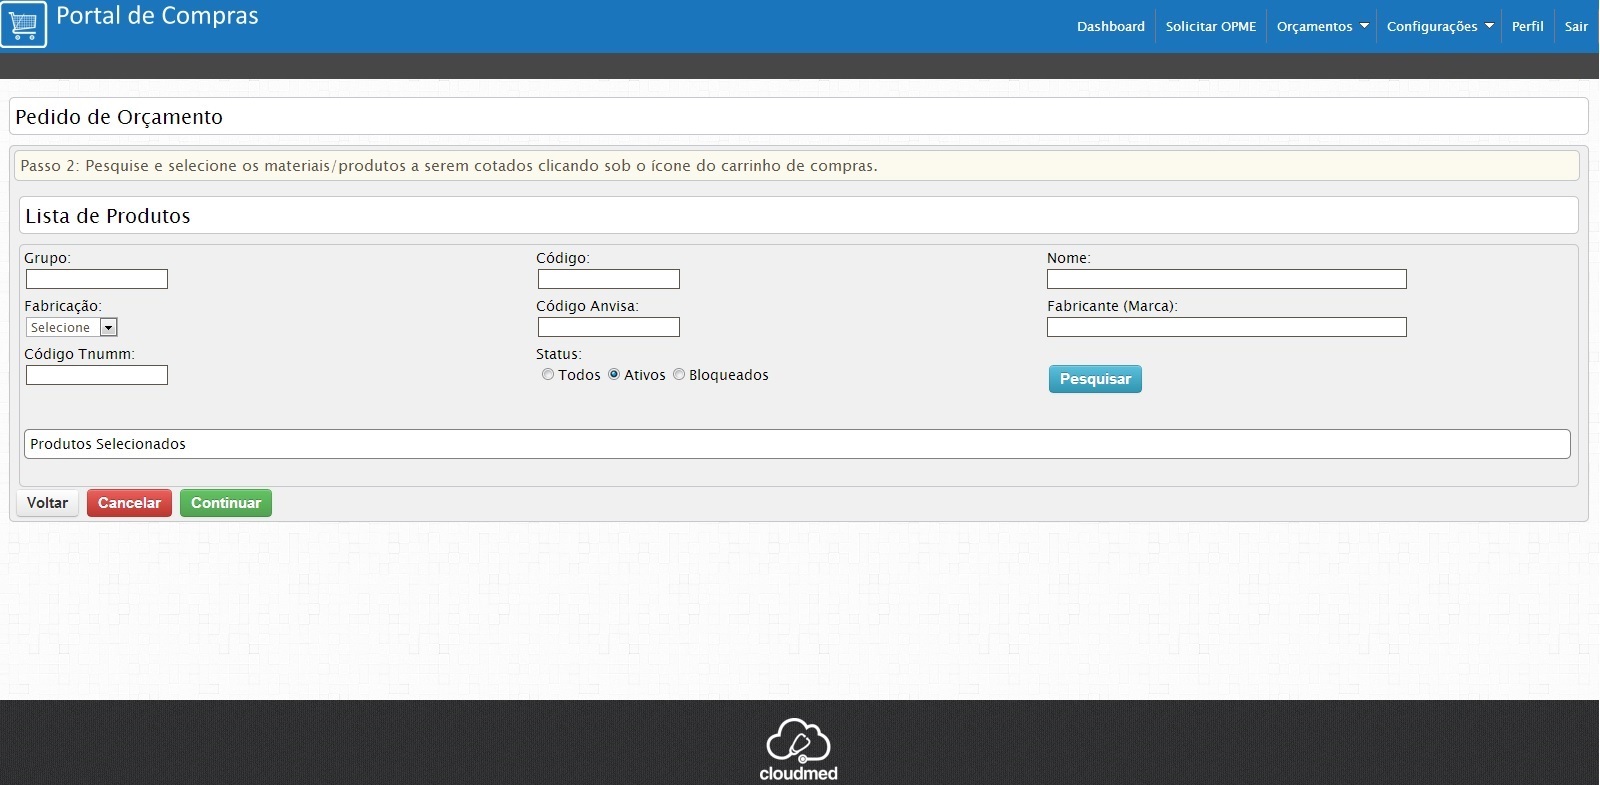 Portal de Compras
Dashboard Solicitar OPME Orçamentos Configurações Perfil Sair
Pedido de Orçamento
Passo 2: Pesquise e selecione os materiais/produtos a serem cotados clicando sob o ícone do carrinho de compras.
Lista de Produtos
Grupo: Código: Nome:
Fabricação: Código Anvisa: Fabricante (Marca):
Selecione
Código Tnumm: Status:
Todos Ativos Bloqueados Pesquisar
Produtos Selecionados
Voltar Cancelar Continuar
cloudmed